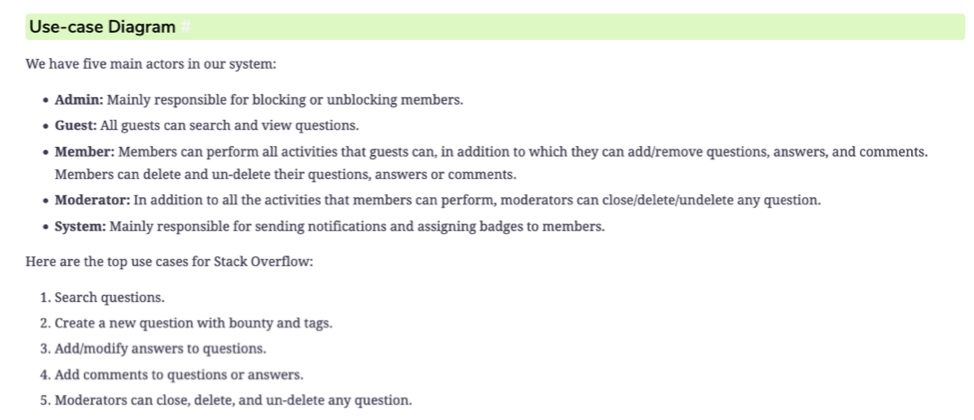 Use-case Diagram #
We have five main actors in our system:
• Admin: Mainly responsible for blocking or unblocking members.
• Guest: All guests can search and view questions.
• Member: Members can perform all activities that guests can, in addition to which they can add/remove questions, answers, and comments.
Members can delete and un-delete their questions, answers or comments.
• Moderator: In addition to all the activities that members can perform, moderators can close/delete/undelete any question.
• System: Mainly responsible for sending notifications and assigning badges to members.
Here are the top use cases for Stack Overflow:
1. Search questions.
2. Create a new question with bounty and tags.
3. Add/modify answers to questions.
4. Add comments to questions or answers.
5. Moderators can close, delete, and un-delete any question.